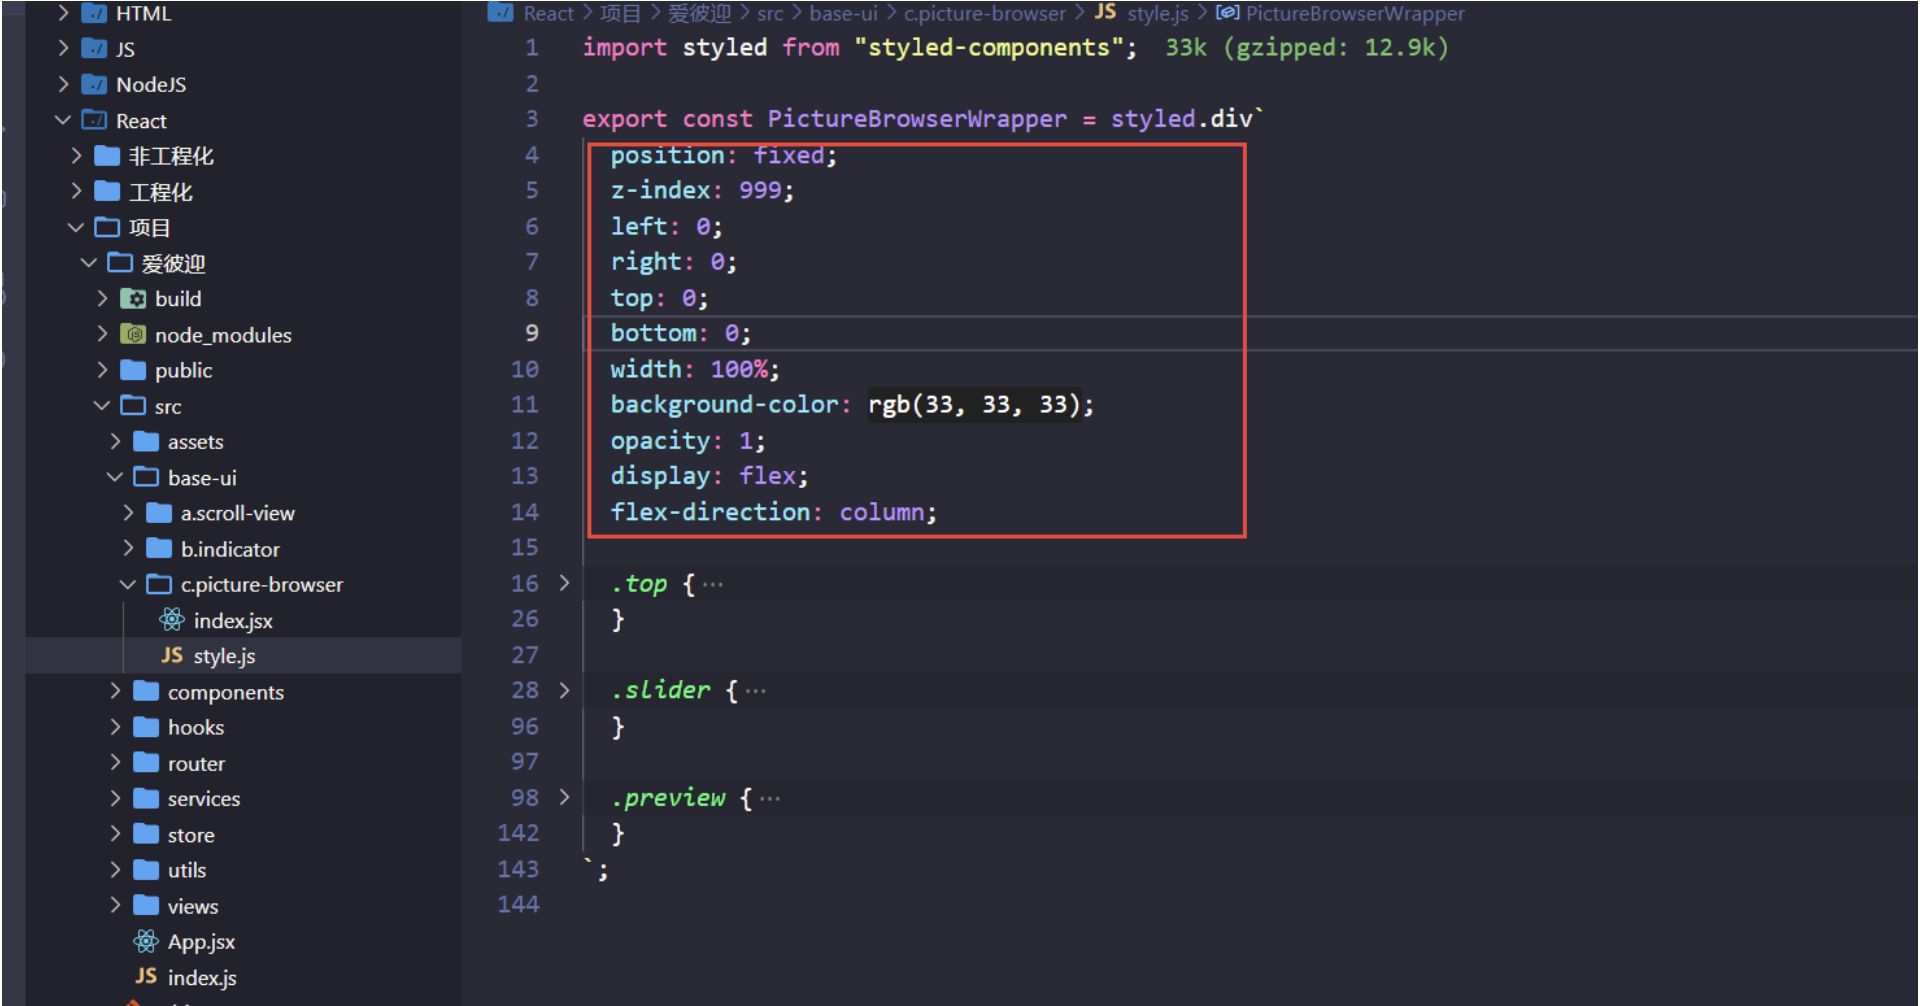 HTML
JS
NodeJS
React
非工程化
工程化
项目
爱彼迎
build
node_modules
public
src
assets
base-ui
a.scroll-view
b.indicator
c.picture-browser
index.jsx
JS style.js
components
hooks
router
services
store
utils
views
App.jsx
JS index.js
React > 项目 > 爱彼迎 > src > base-ui > c.picture-browser > JS style.js > PictureBrowserWrapper
1 import styled from "styled-components"; 33k (gzipped: 12.9k)
2
3 export const PictureBrowserWrapper = styled.div`
4 position: fixed;
5 z-index: 999;
6 left: 0;
7 right: 0;
8 top: 0;
9 bottom: 0;
10 width: 100%;
11 background-color: rgb(33, 33, 33);
12 opacity: 1;
13 display: flex;
14 flex-direction: column;
15
16 > .top { ···
26 }
27
28 > .slider { ···
96 }
97
98 > .preview { ···
142 }
143 `;
144